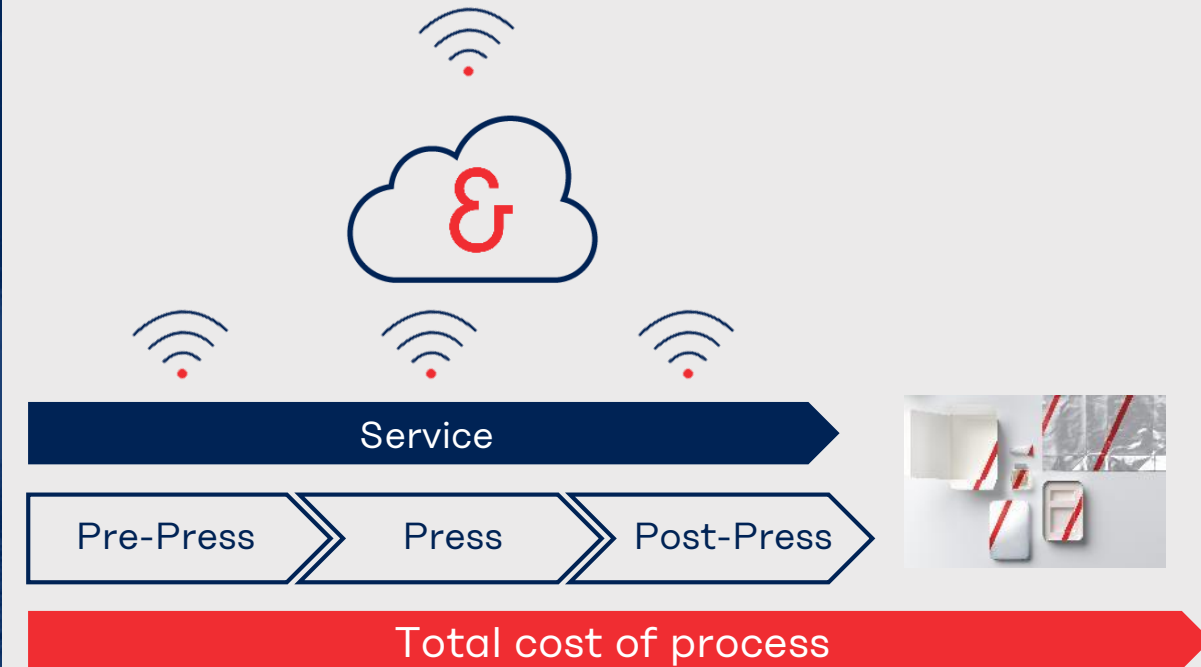 &
Service
Pre-Press
Press
Post-Press
Total cost of process